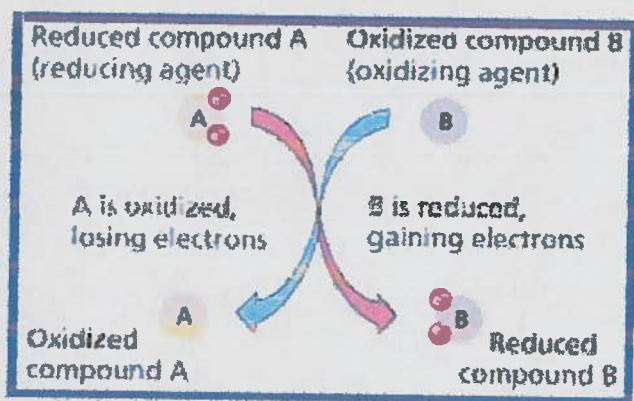 Reduced compound A
(reducing agent)
Oxidized compound B
(oxidizing agent)
e⁻
A
e⁻
B
A is oxidized,
losing electrons
B is reduced,
gaining electrons
A
e⁻
B
e⁻
Oxidized
compound A
Reduced
compound B